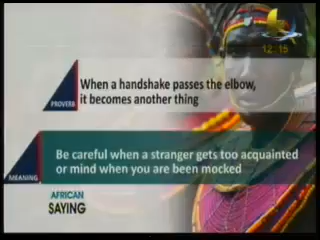 12:15
When a handshake passes the elbow,
it becomes another thing
PROVERB
Be careful when a stranger gets too acquainted
or mind when you are been mocked
MEANING
AFRICAN
SAYING